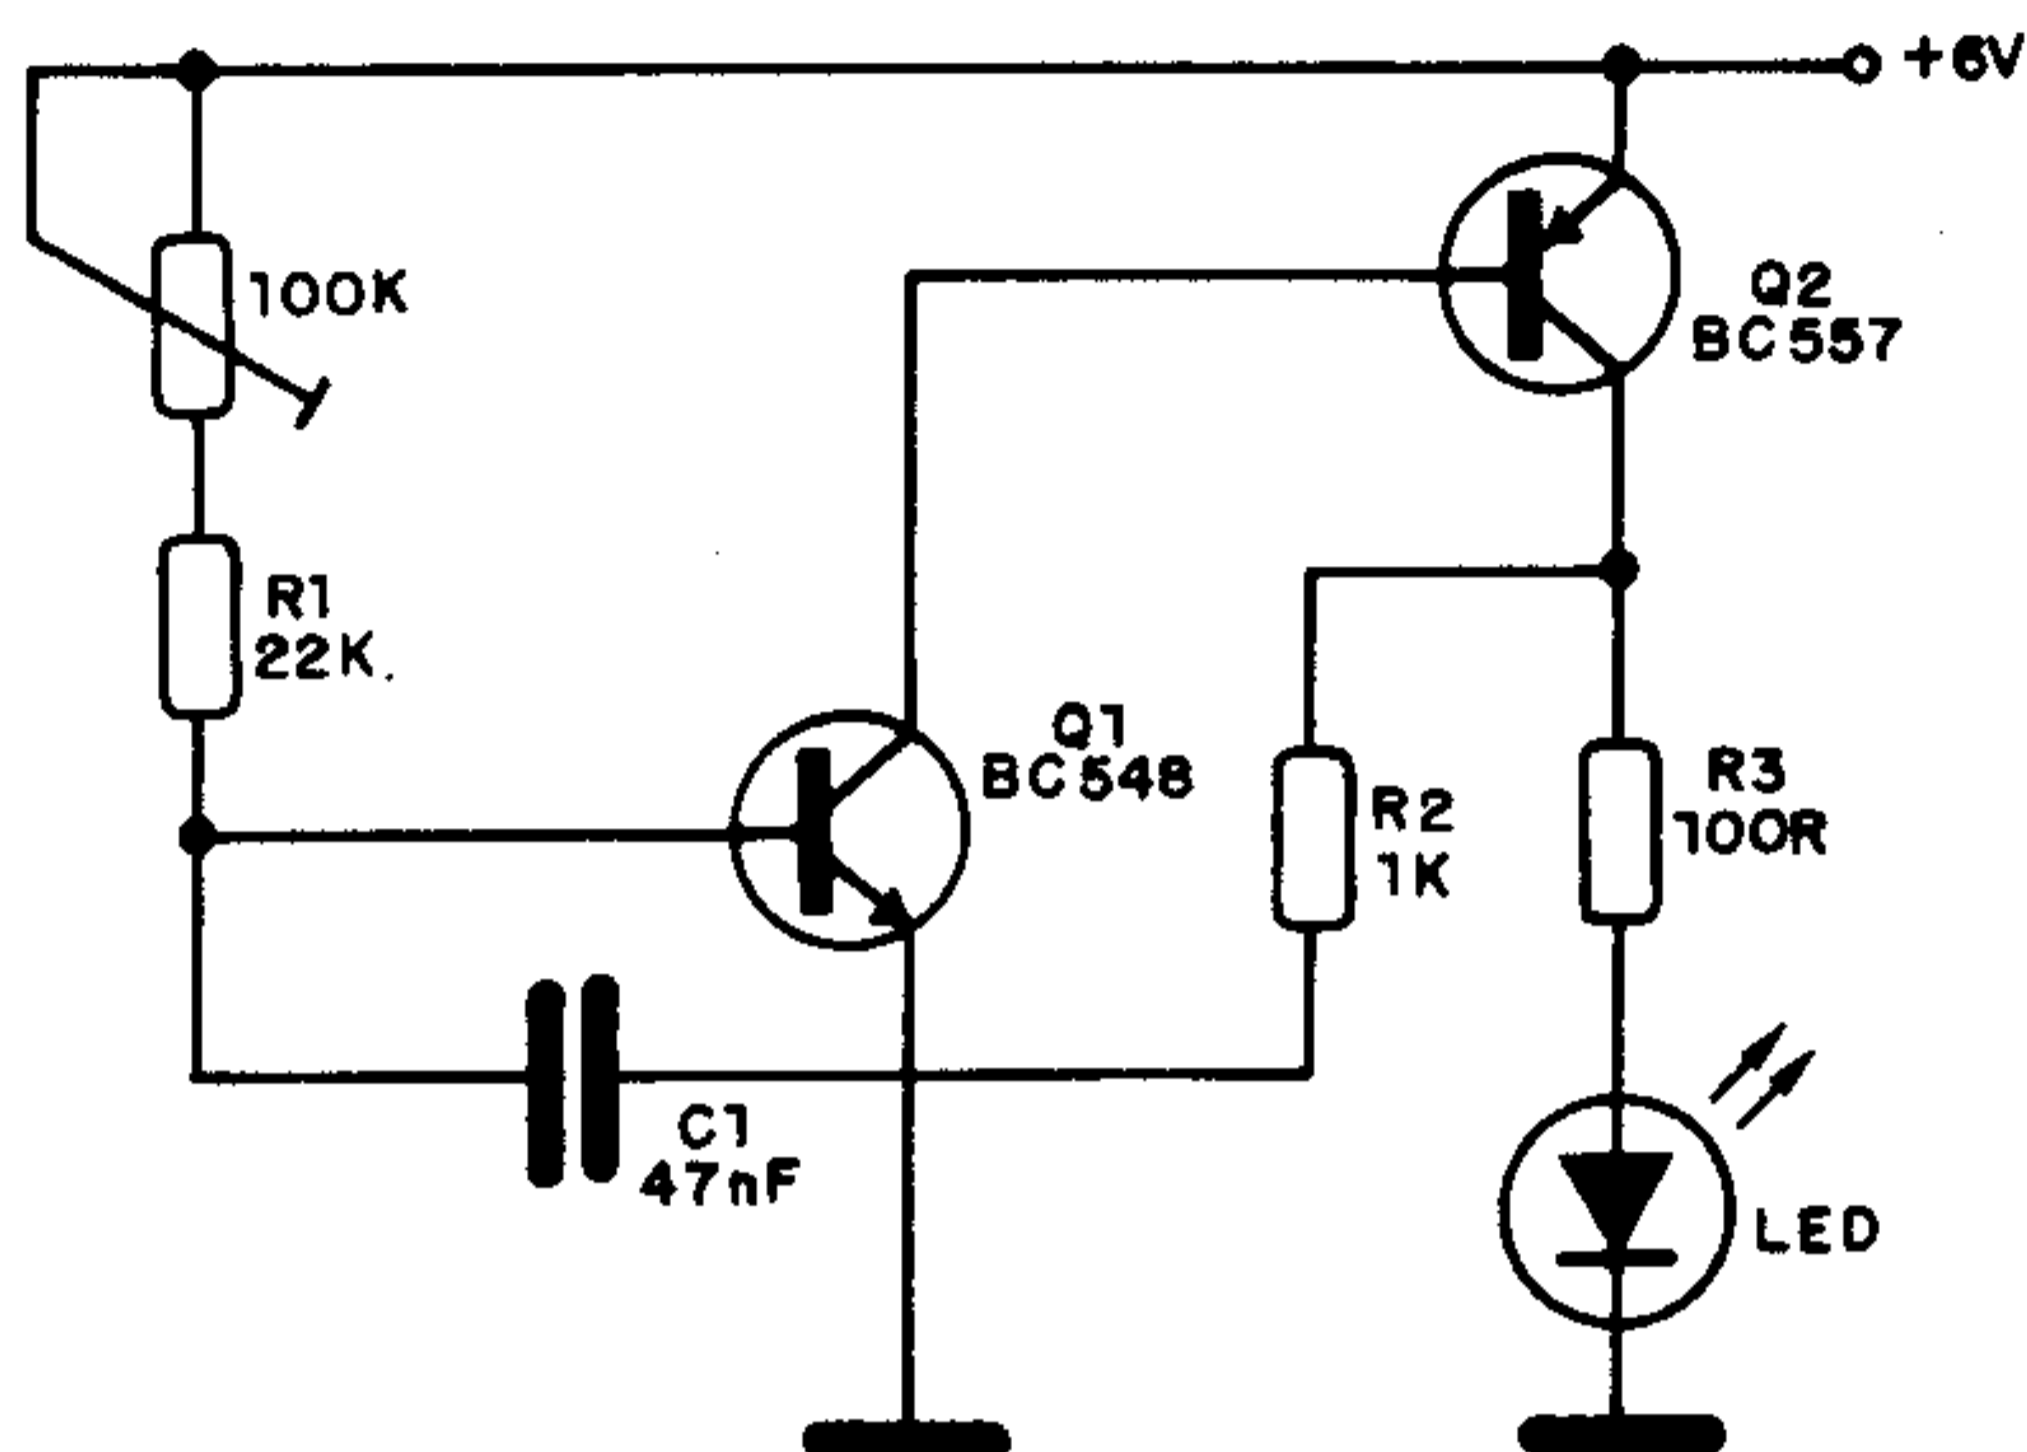 +6V
100K
Q2
BC557
R1
22K.
Q1
BC548
R2
1K
R3
100R
C1
47nF
LED